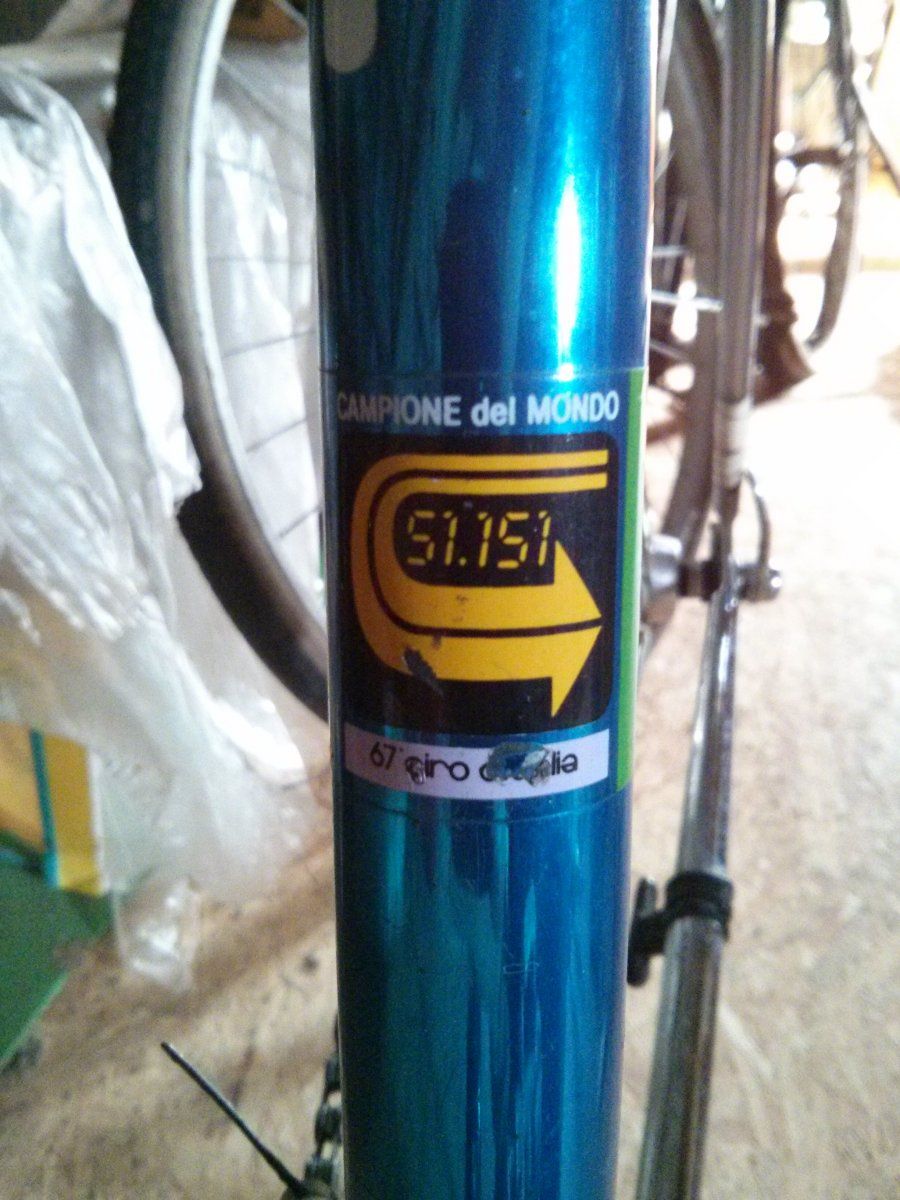 CAMPIONE del MONDO
51.151
67° giro